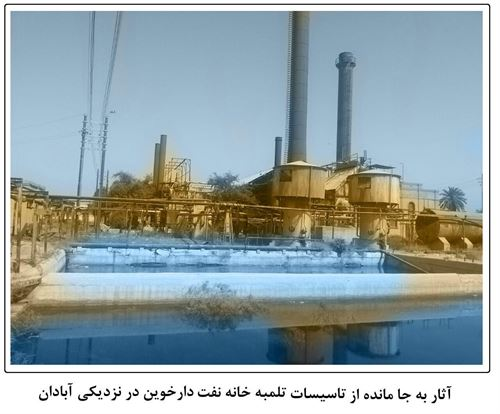 آثار به جا مانده از تاسیسات تلمبه خانه نفت دارخوین در نزدیکی آبادان